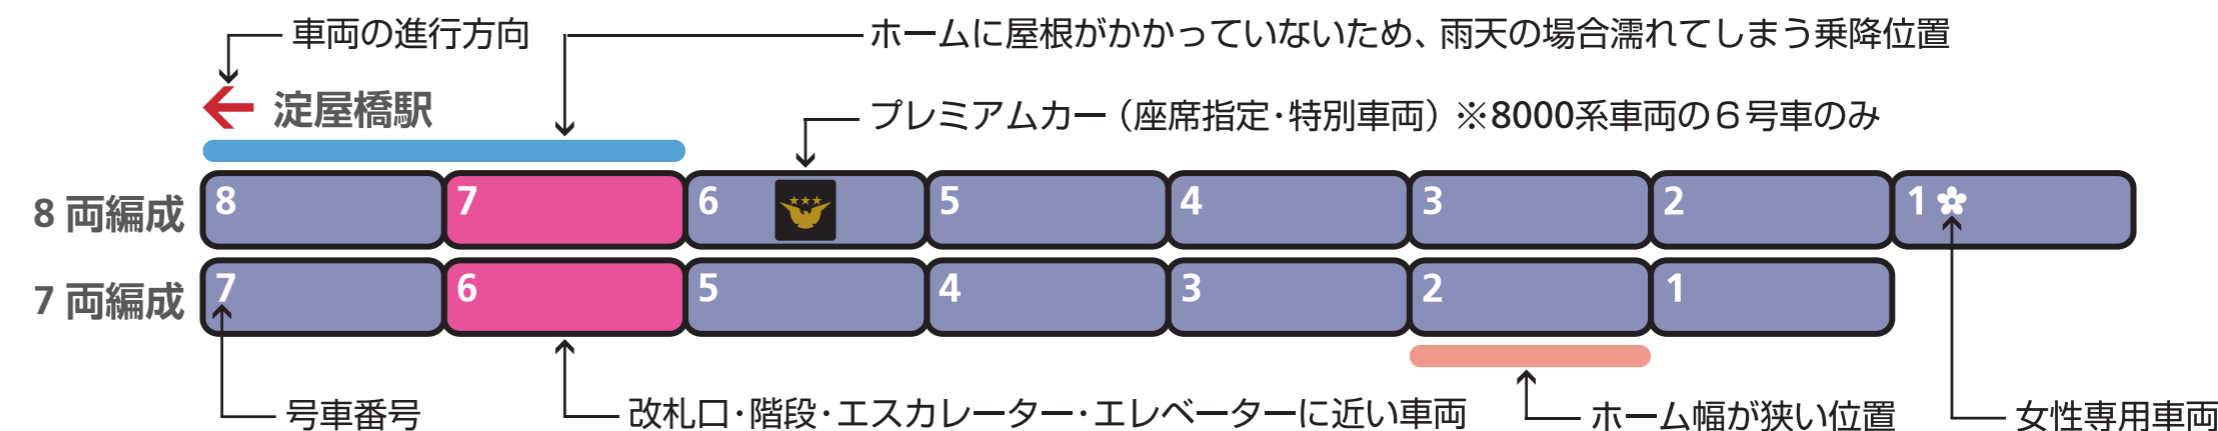 車両の進行方向
ホームに屋根がかかっていないため、雨天の場合濡れてしまう乗降位置
淀屋橋駅
プレミアムカー（座席指定・特別車両）※8000系車両の６号車のみ
8 両編成
8 7 6 5 4 3 2 1
7 両編成
7 6 5 4 3 2 1
号車番号
改札口・階段・エスカレーター・エレベーターに近い車両
ホーム幅が狭い位置
女性専用車両